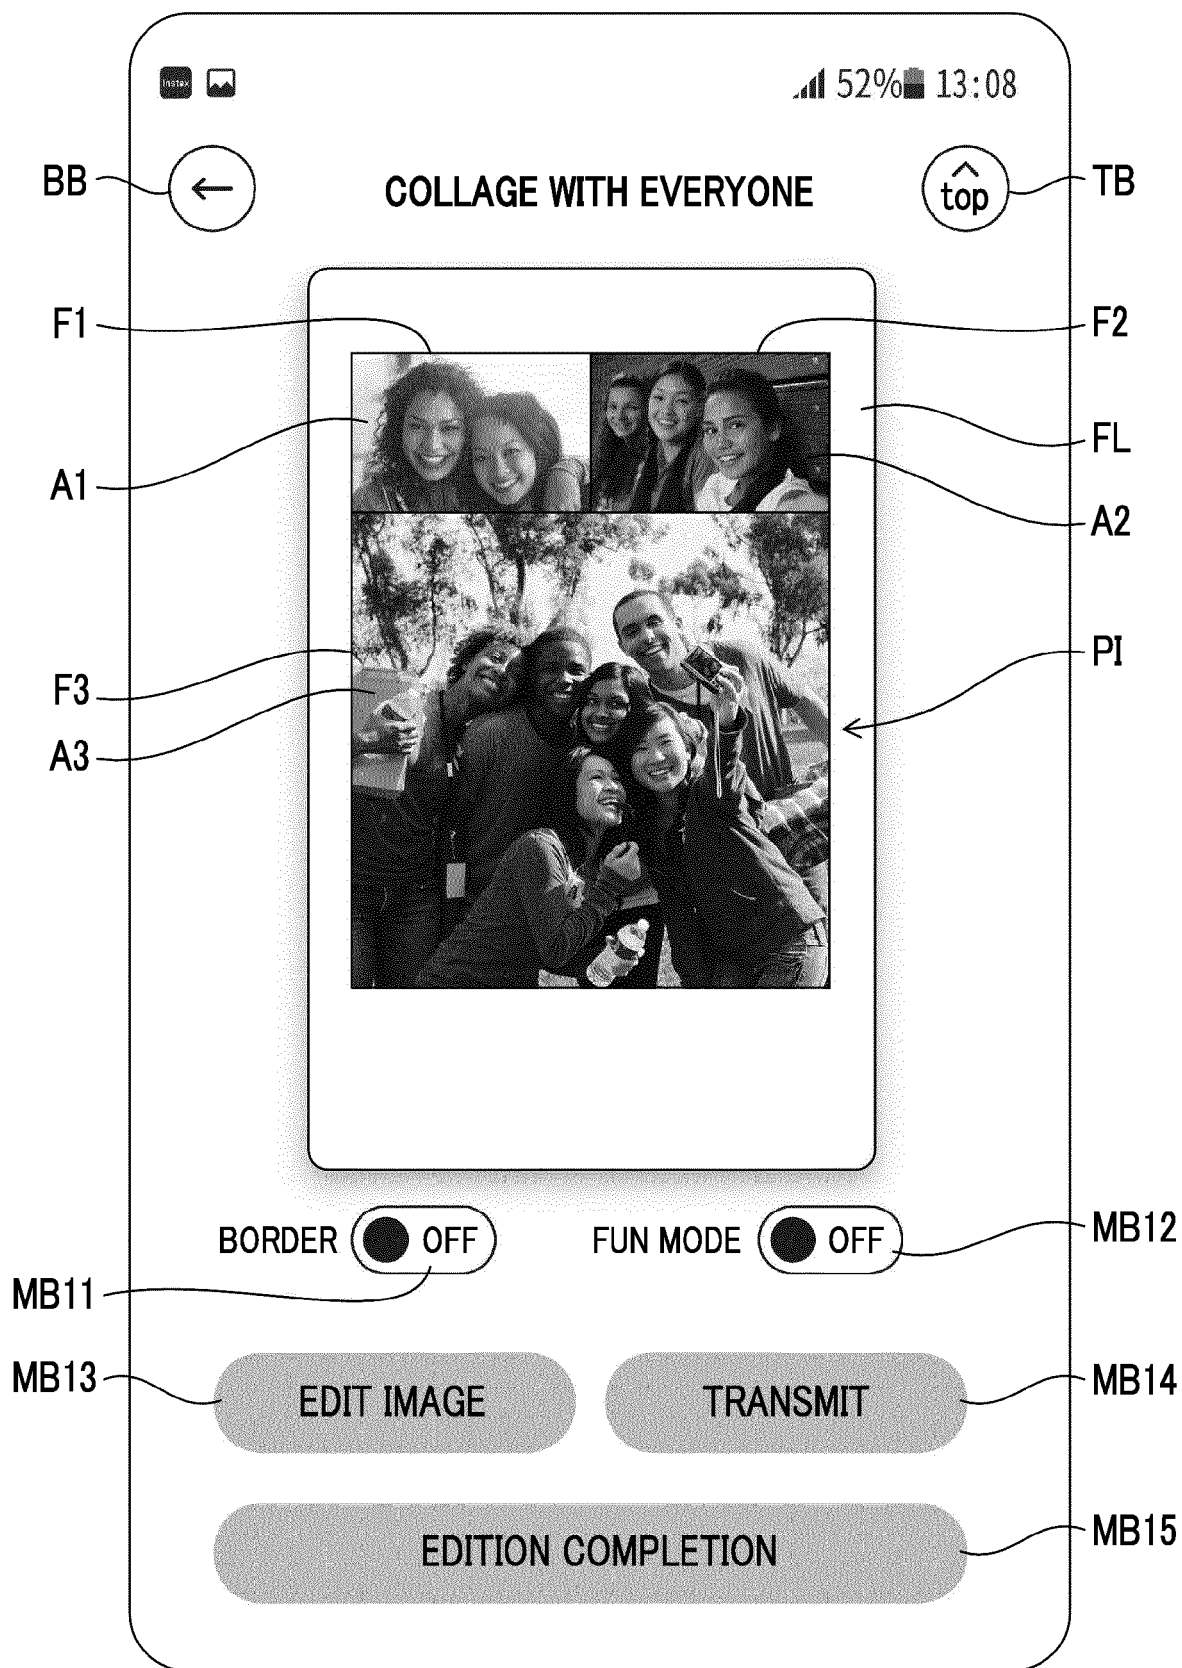 instax
52% 13:08
BB
←
COLLAGE WITH EVERYONE
top
TB
F1
F2
FL
A1
A2
F3
PI
A3
BORDER OFF
FUN MODE OFF
MB12
MB11
MB13
EDIT IMAGE
TRANSMIT
MB14
EDITION COMPLETION
MB15